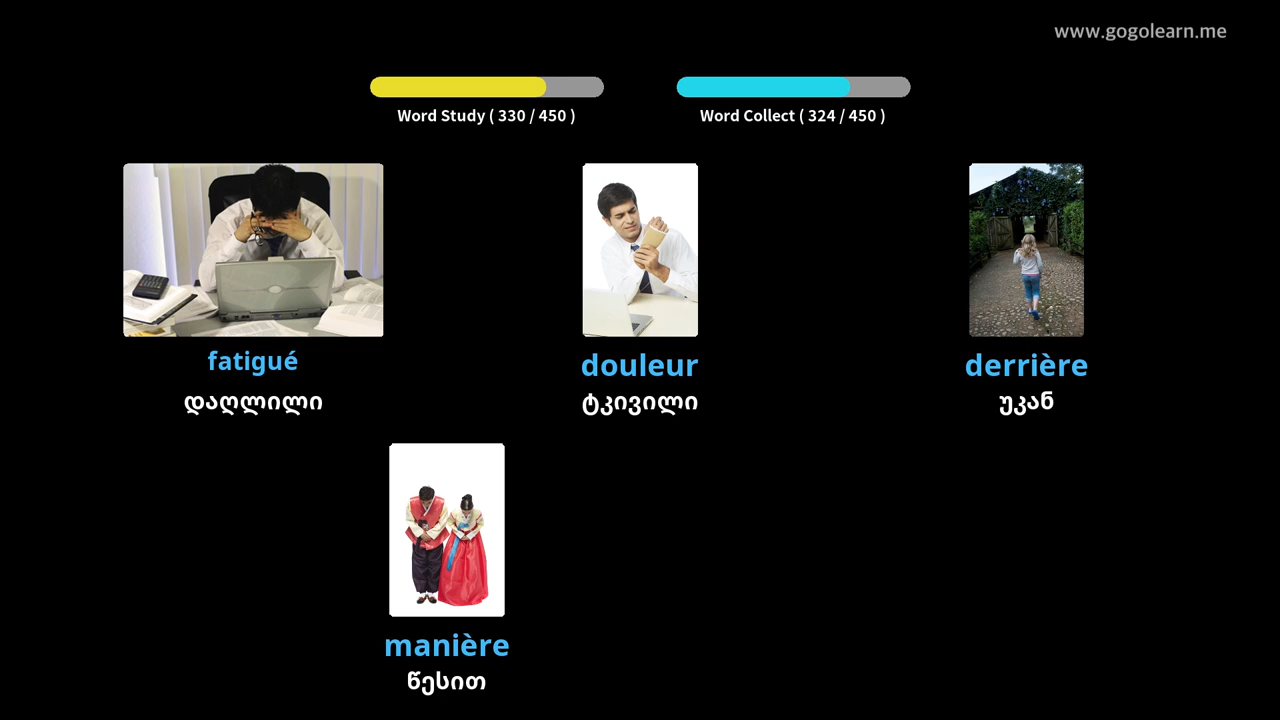 www.gogolearn.me
Word Study ( 330 / 450 )
Word Collect ( 324 / 450 )
fatigué
დაღლილი
douleur
ტკივილი
derrière
უკან
manière
წესით